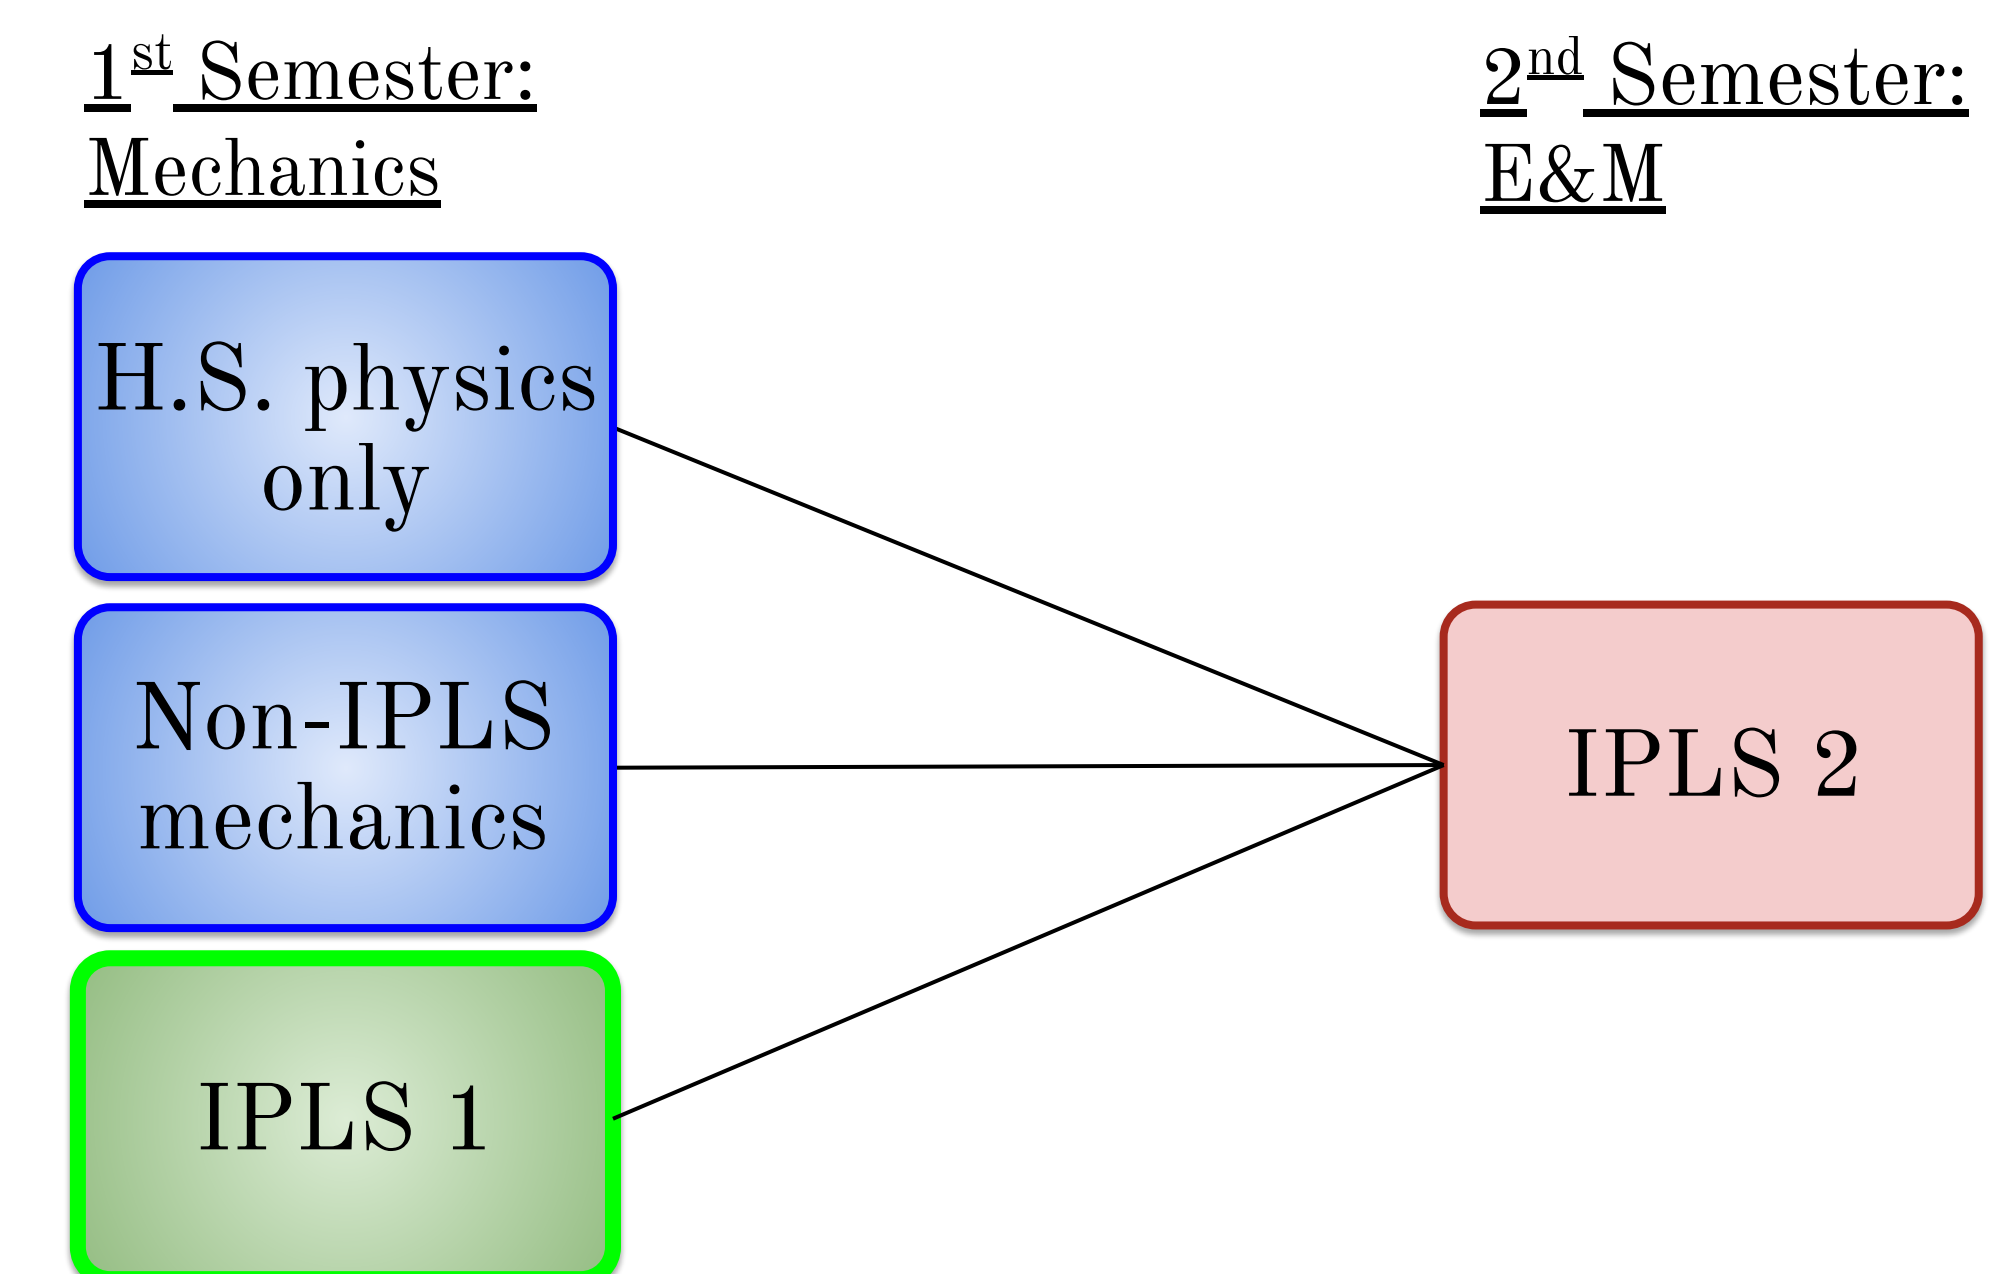 1st Semester:
Mechanics
2nd Semester:
E&M
H.S. physics
only
Non-IPLS
mechanics
IPLS 1
IPLS 2